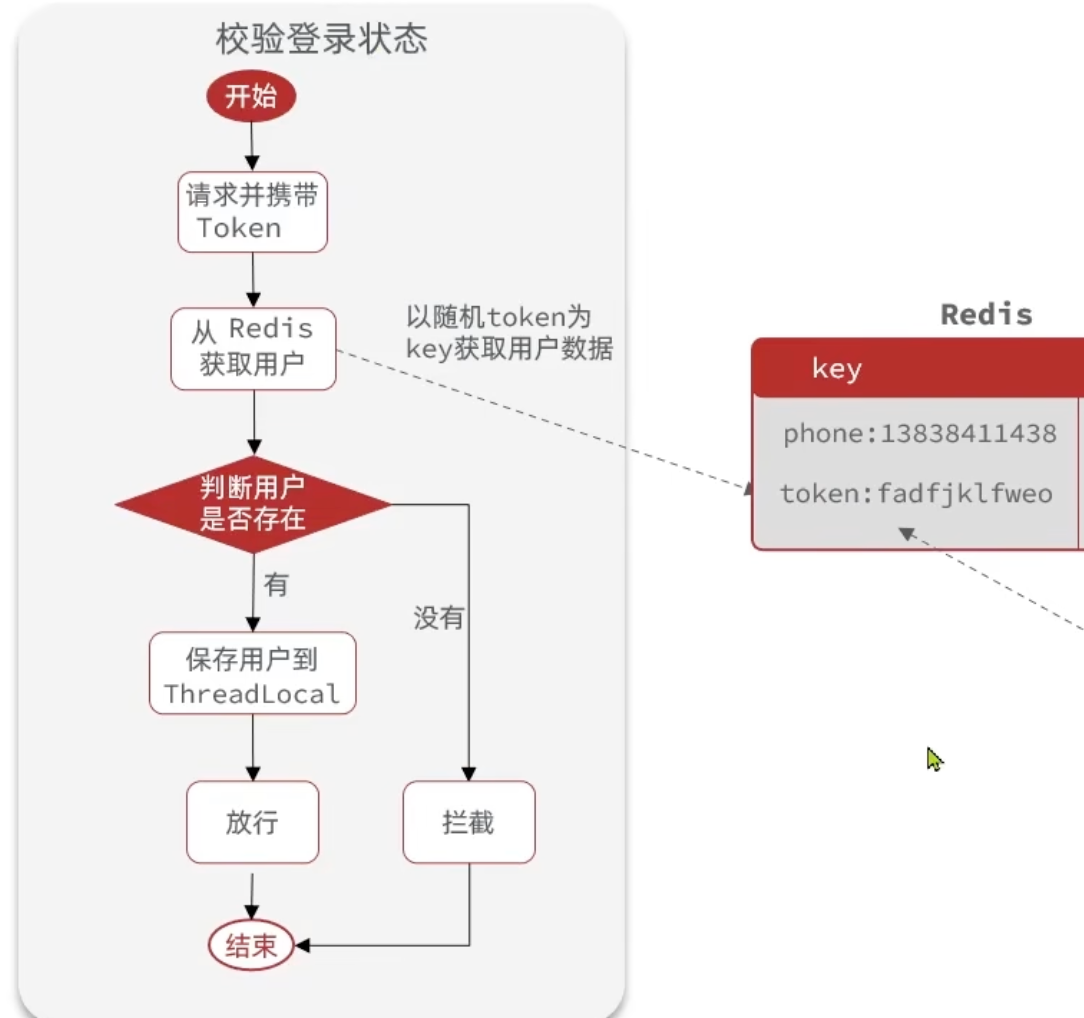 校验登录状态
开始
请求并携带
Token
从 Redis
获取用户
以随机token为
key获取用户数据
判断用户
是否存在
有
没有
保存用户到
ThreadLocal
放行
拦截
结束
Redis
key
phone:13838411438
token:fadfjklfweo